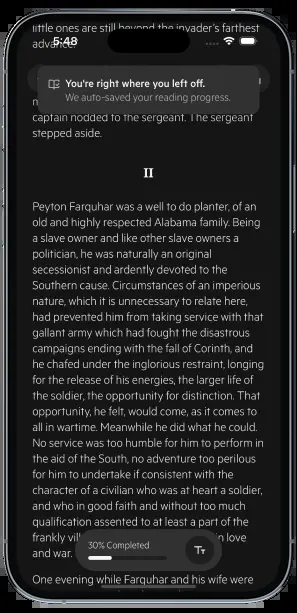 little ones are still beyond the invader's farthest
advance."
5:48
You're right where you left off.
We auto-saved your reading progress.
captain nodded to the sergeant. The sergeant
stepped aside.
II
Peyton Farquhar was a well to do planter, of an
old and highly respected Alabama family. Being
a slave owner and like other slave owners a
politician, he was naturally an original
secessionist and ardently devoted to the
Southern cause. Circumstances of an imperious
nature, which it is unnecessary to relate here,
had prevented him from taking service with that
gallant army which had fought the disastrous
campaigns ending with the fall of Corinth, and
he chafed under the inglorious restraint, longing
for the release of his energies, the larger life of
the soldier, the opportunity for distinction. That
opportunity, he felt, would come, as it comes to
all in wartime. Meanwhile he did what he could.
No service was too humble for him to perform in
the aid of the South, no adventure too perilous
for him to undertake if consistent with the
character of a civilian who was at heart a soldier,
and who in good faith and without too much
qualification assented to at least a part of the
frankly in love
and war.
30% Completed
TT
One evening while Farquhar and his wife were